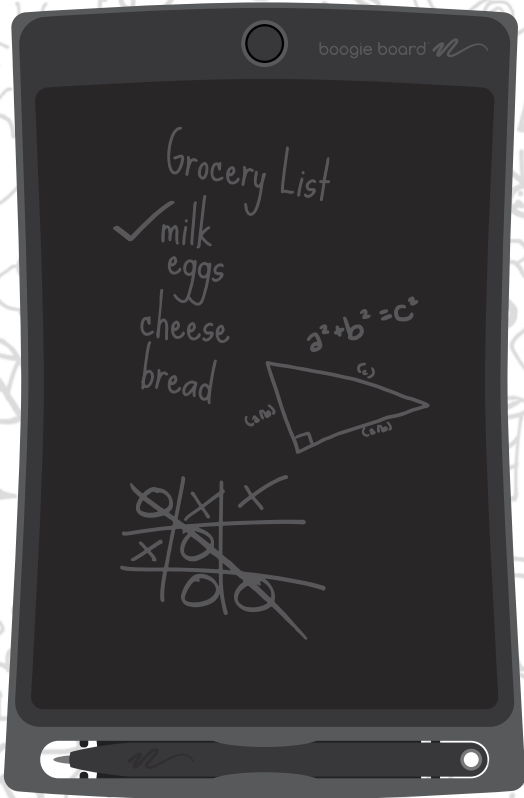 boogie board
Grocery List
milk
eggs
cheese
bread
a²+b²=c²
(c)
(a,b)
(a,b)
O X X
X O
O O